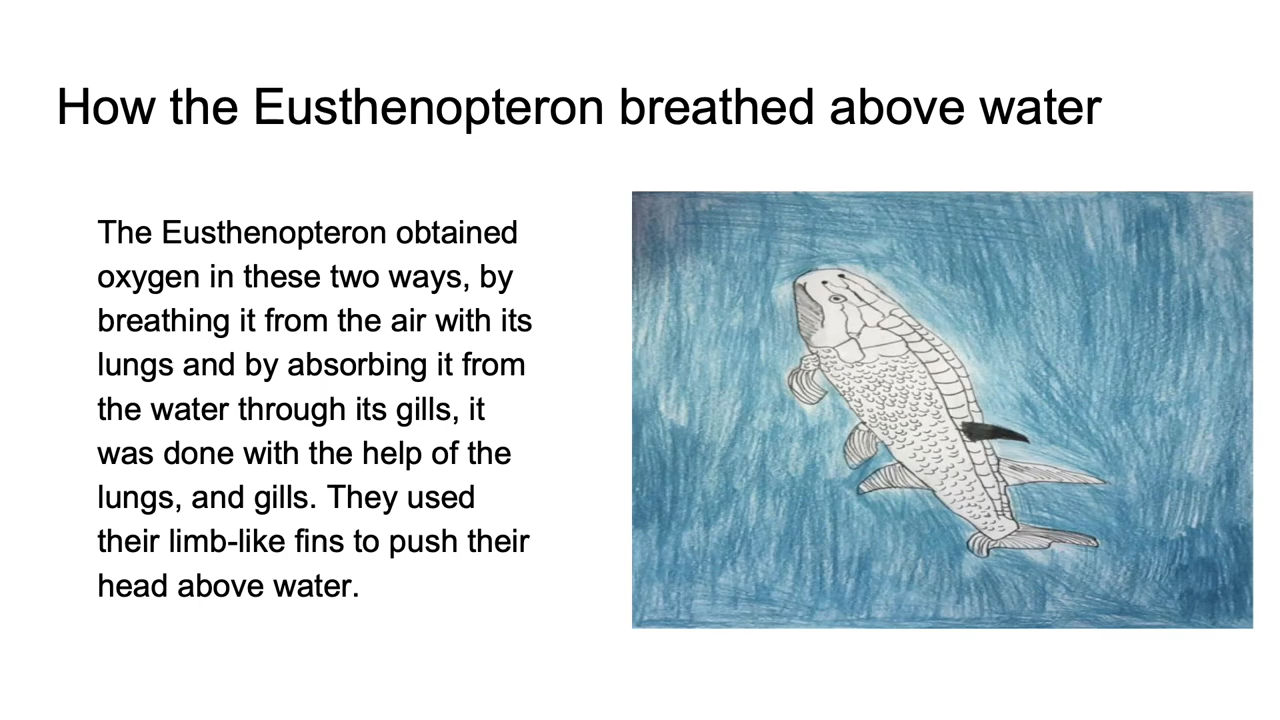 How the Eusthenopteron breathed above water
The Eusthenopteron obtained
oxygen in these two ways, by
breathing it from the air with its
lungs and by absorbing it from
the water through its gills, it
was done with the help of the
lungs, and gills. They used
their limb-like fins to push their
head above water.